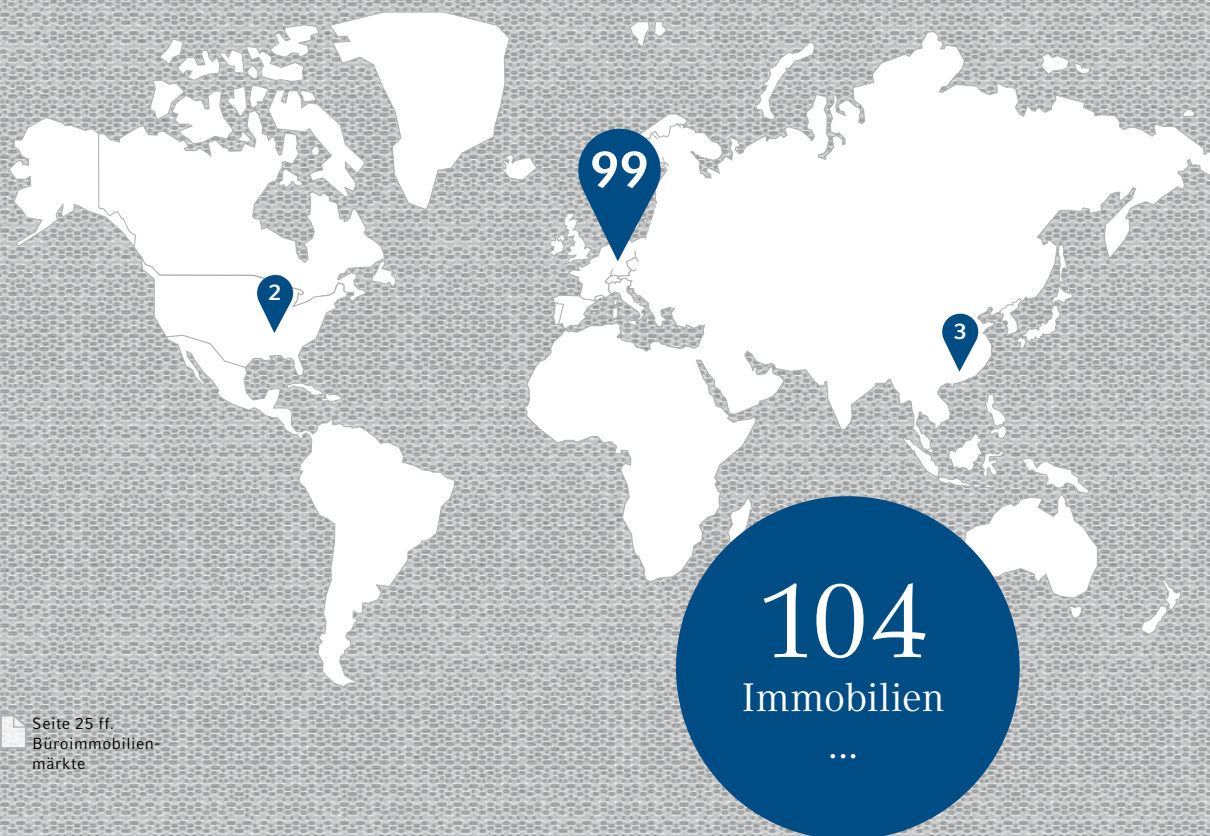 99
2
3
104
Immobilien
...
Seite 25 ff.
Büroimmobilien-
märkte